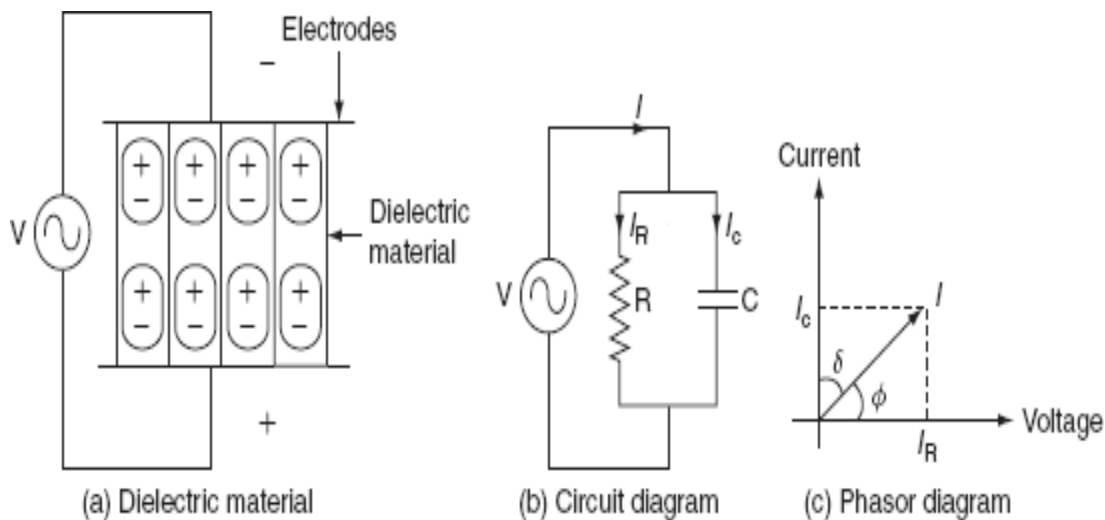 Electrodes
−
+ + + +
− − − −
V
Dielectric
material
+ + + +
− − − −
+
(a) Dielectric material
I
I_R
I_c
V
R
C
(b) Circuit diagram
Current
I_c
I
δ
ϕ
Voltage
I_R
(c) Phasor diagram